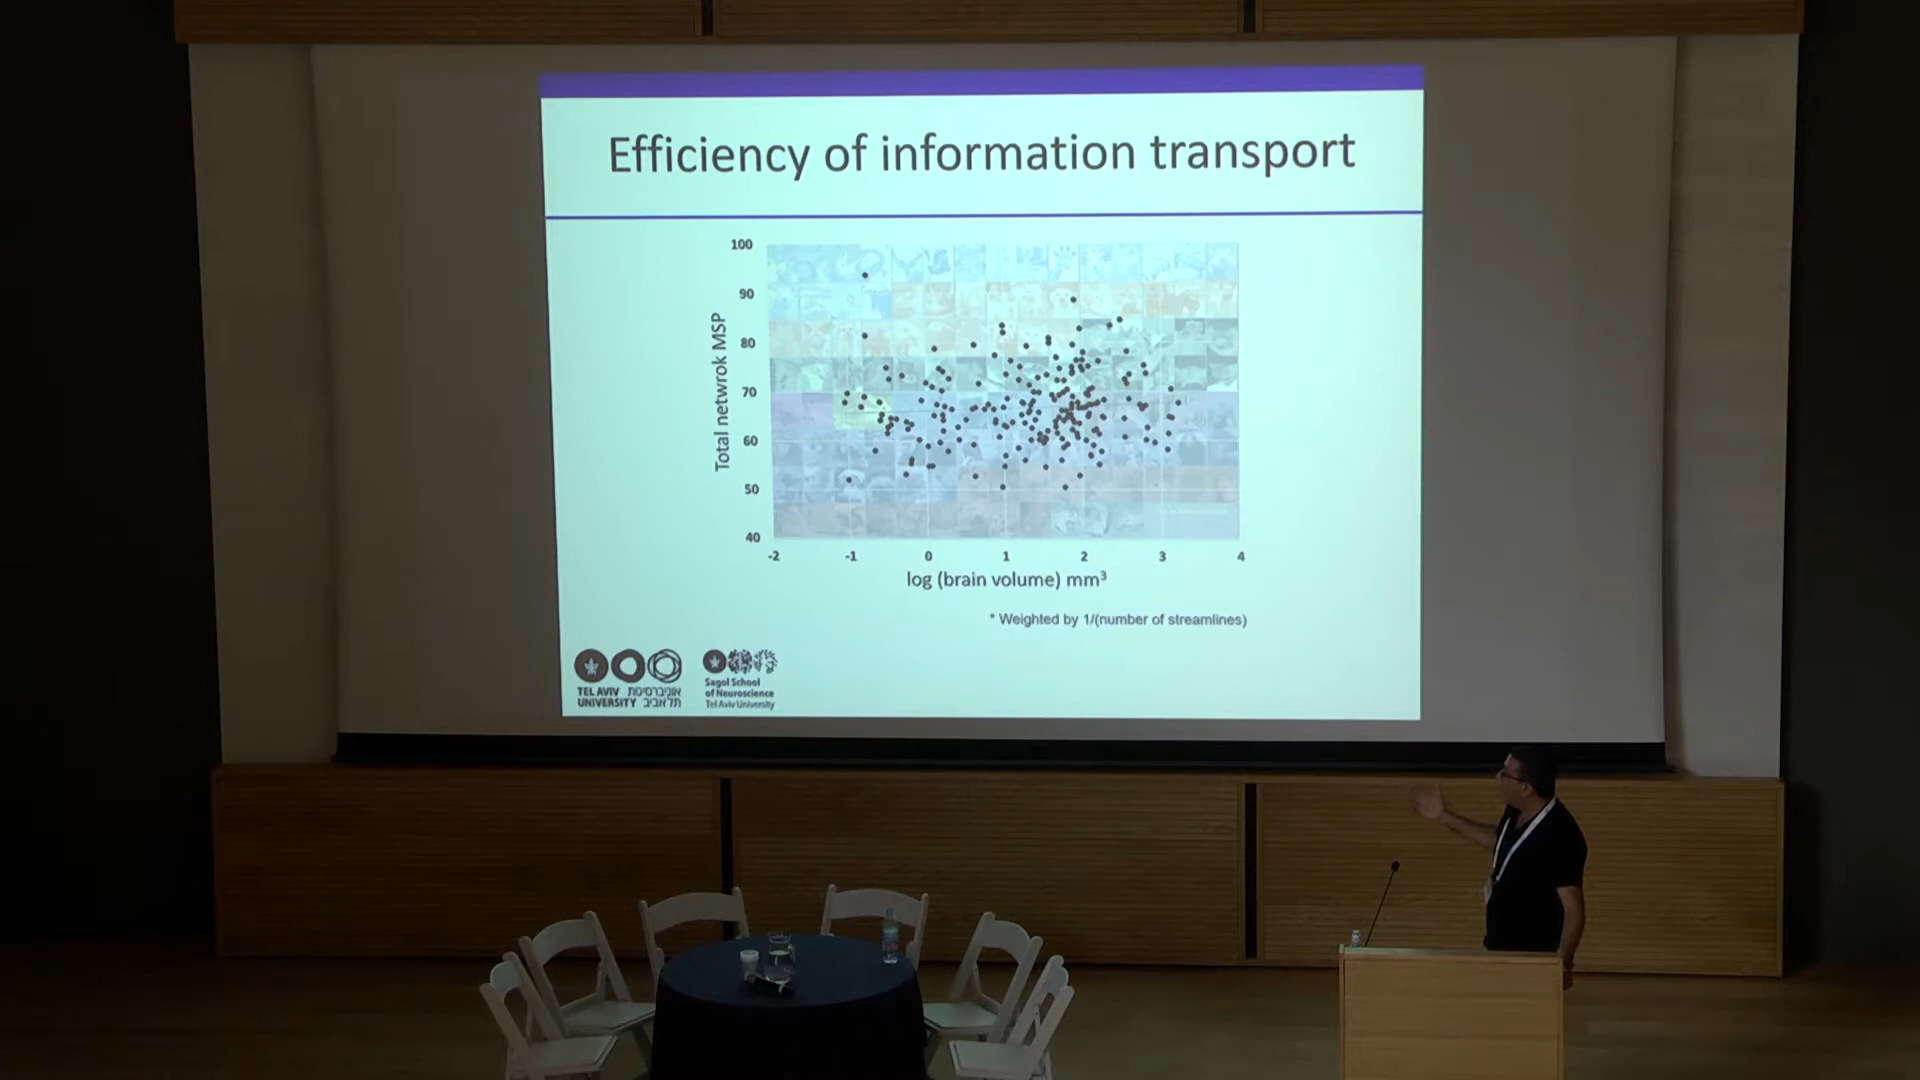 Efficiency of information transport
100
90
80
70
60
50
40
Total netwrok MSP
-2 -1 0 1 2 3 4
log (brain volume) mm³
* Weighted by 1/(number of streamlines)
TEL AVIV אוניברסיטת
UNIVERSITY תל אביב
Sagol School
of Neuroscience
Tel Aviv University